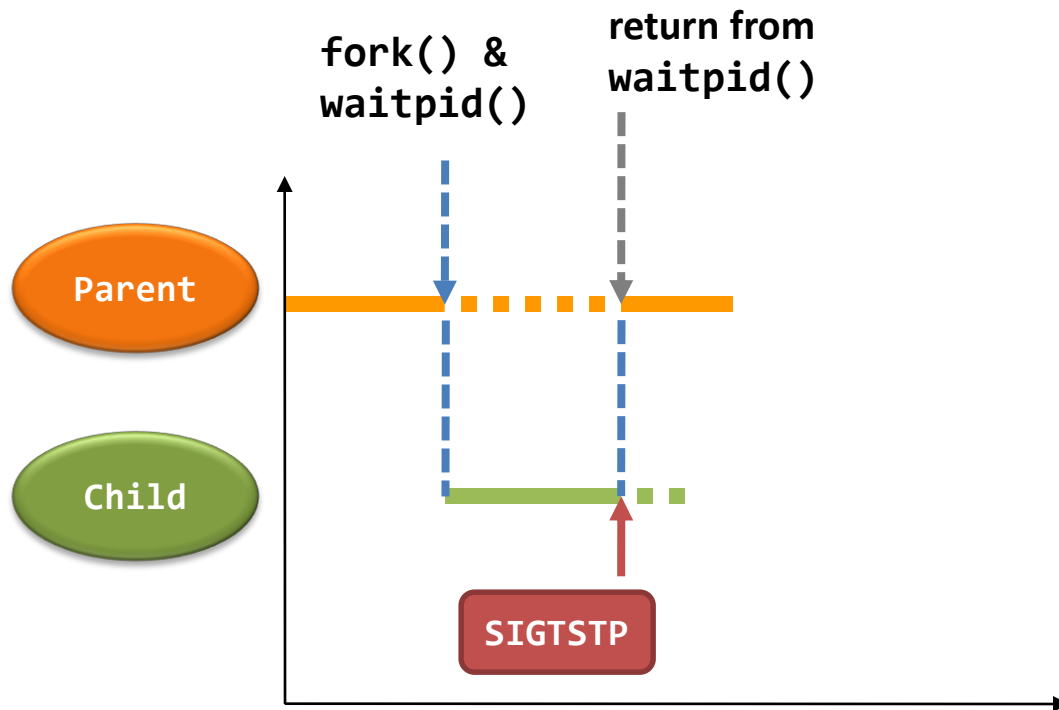 fork() &
waitpid()
return from
waitpid()
Parent
Child
SIGTSTP